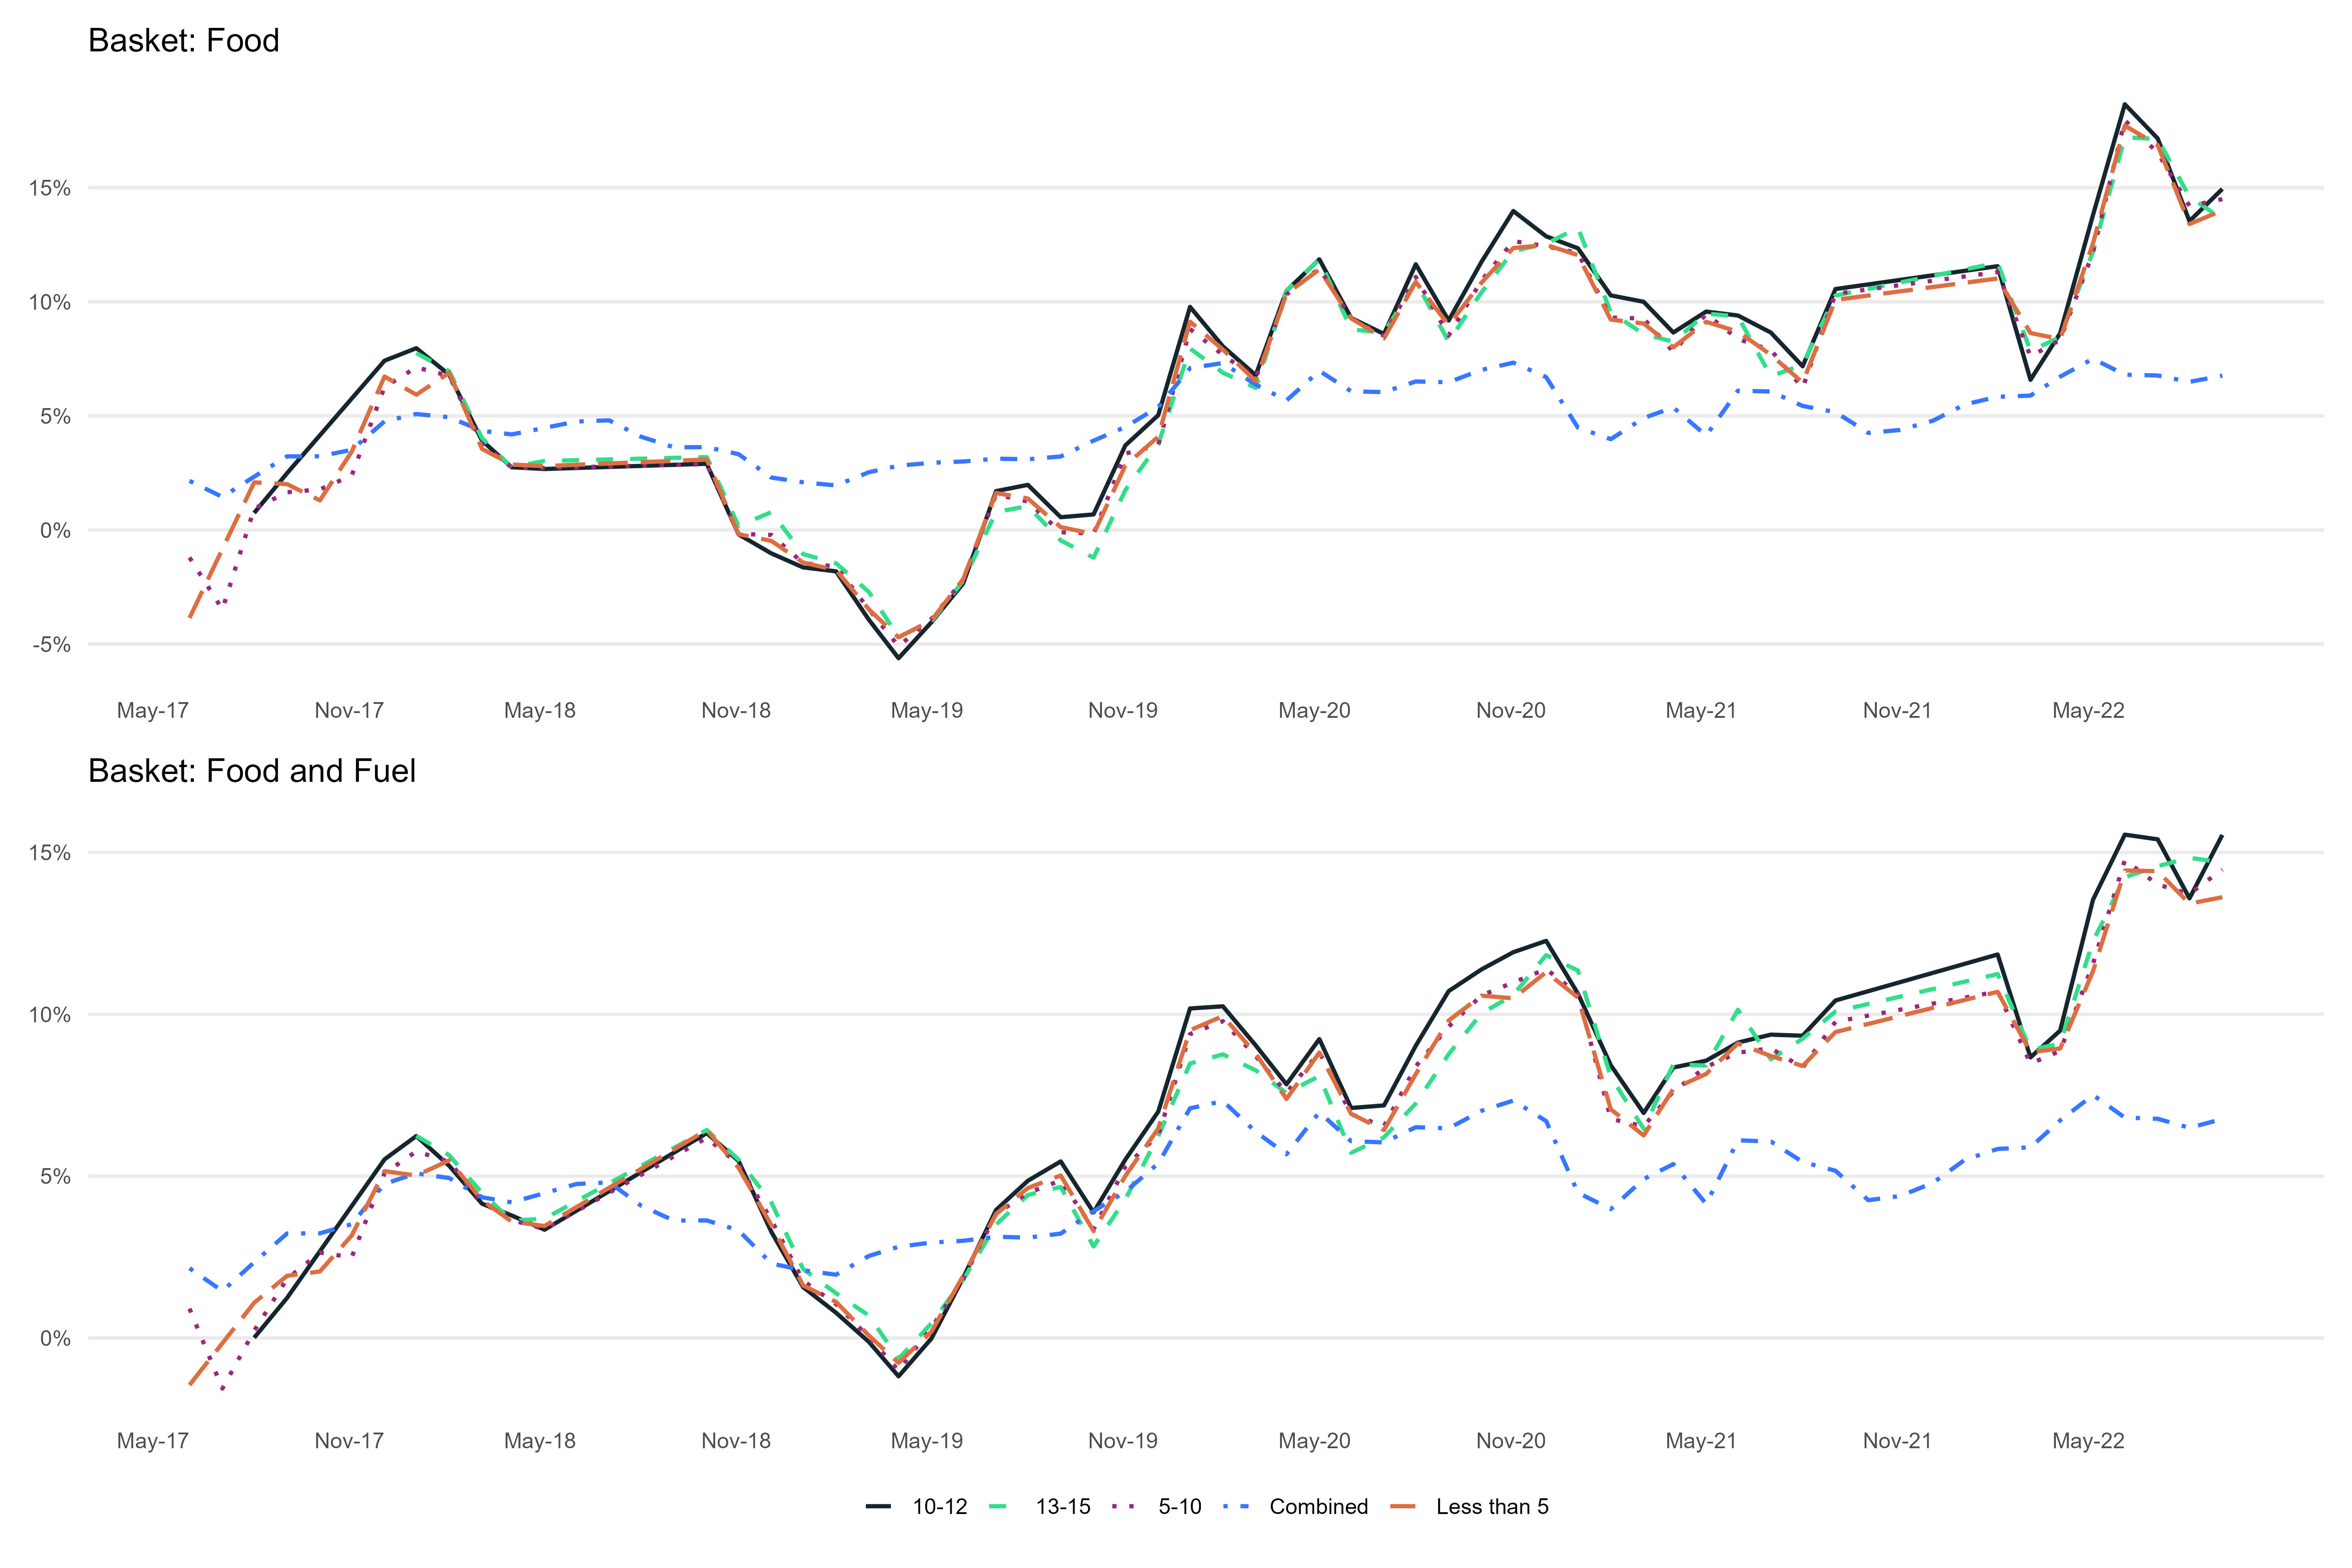 Basket: Food
15%
10%
5%
0%
-5%
May-17 Nov-17 May-18 Nov-18 May-19 Nov-19 May-20 Nov-20 May-21 Nov-21 May-22
Basket: Food and Fuel
15%
10%
5%
0%
May-17 Nov-17 May-18 Nov-18 May-19 Nov-19 May-20 Nov-20 May-21 Nov-21 May-22
10-12 13-15 5-10 Combined Less than 5